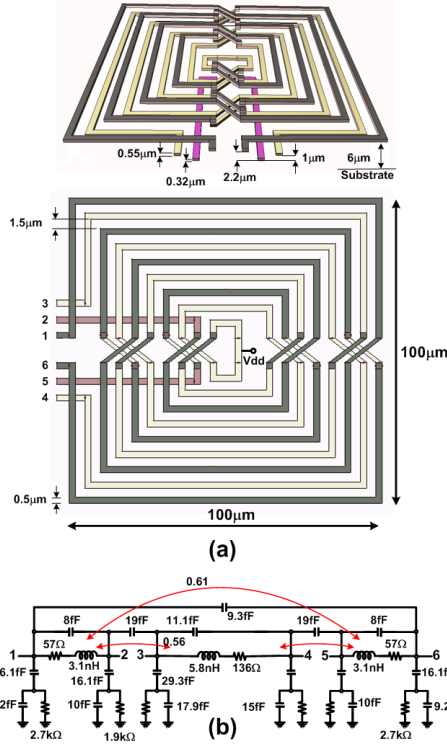 0.55μm
0.32μm
2.2μm
1μm
6μm
Substrate
1.5μm
3
2
1
6
5
4
Vdd
100μm
0.5μm
100μm
(a)
0.61
9.3fF
8fF
19fF
11.1fF
19fF
8fF
57Ω
0.56
57Ω
1
3.1nH
2
3
5.8nH
136Ω
4
5
3.1nH
6
6.1fF
16.1fF
29.3fF
16.1f
2fF
10fF
17.9fF
15fF
10fF
9.2
2.7kΩ
1.9kΩ
(b)
2.7kΩ